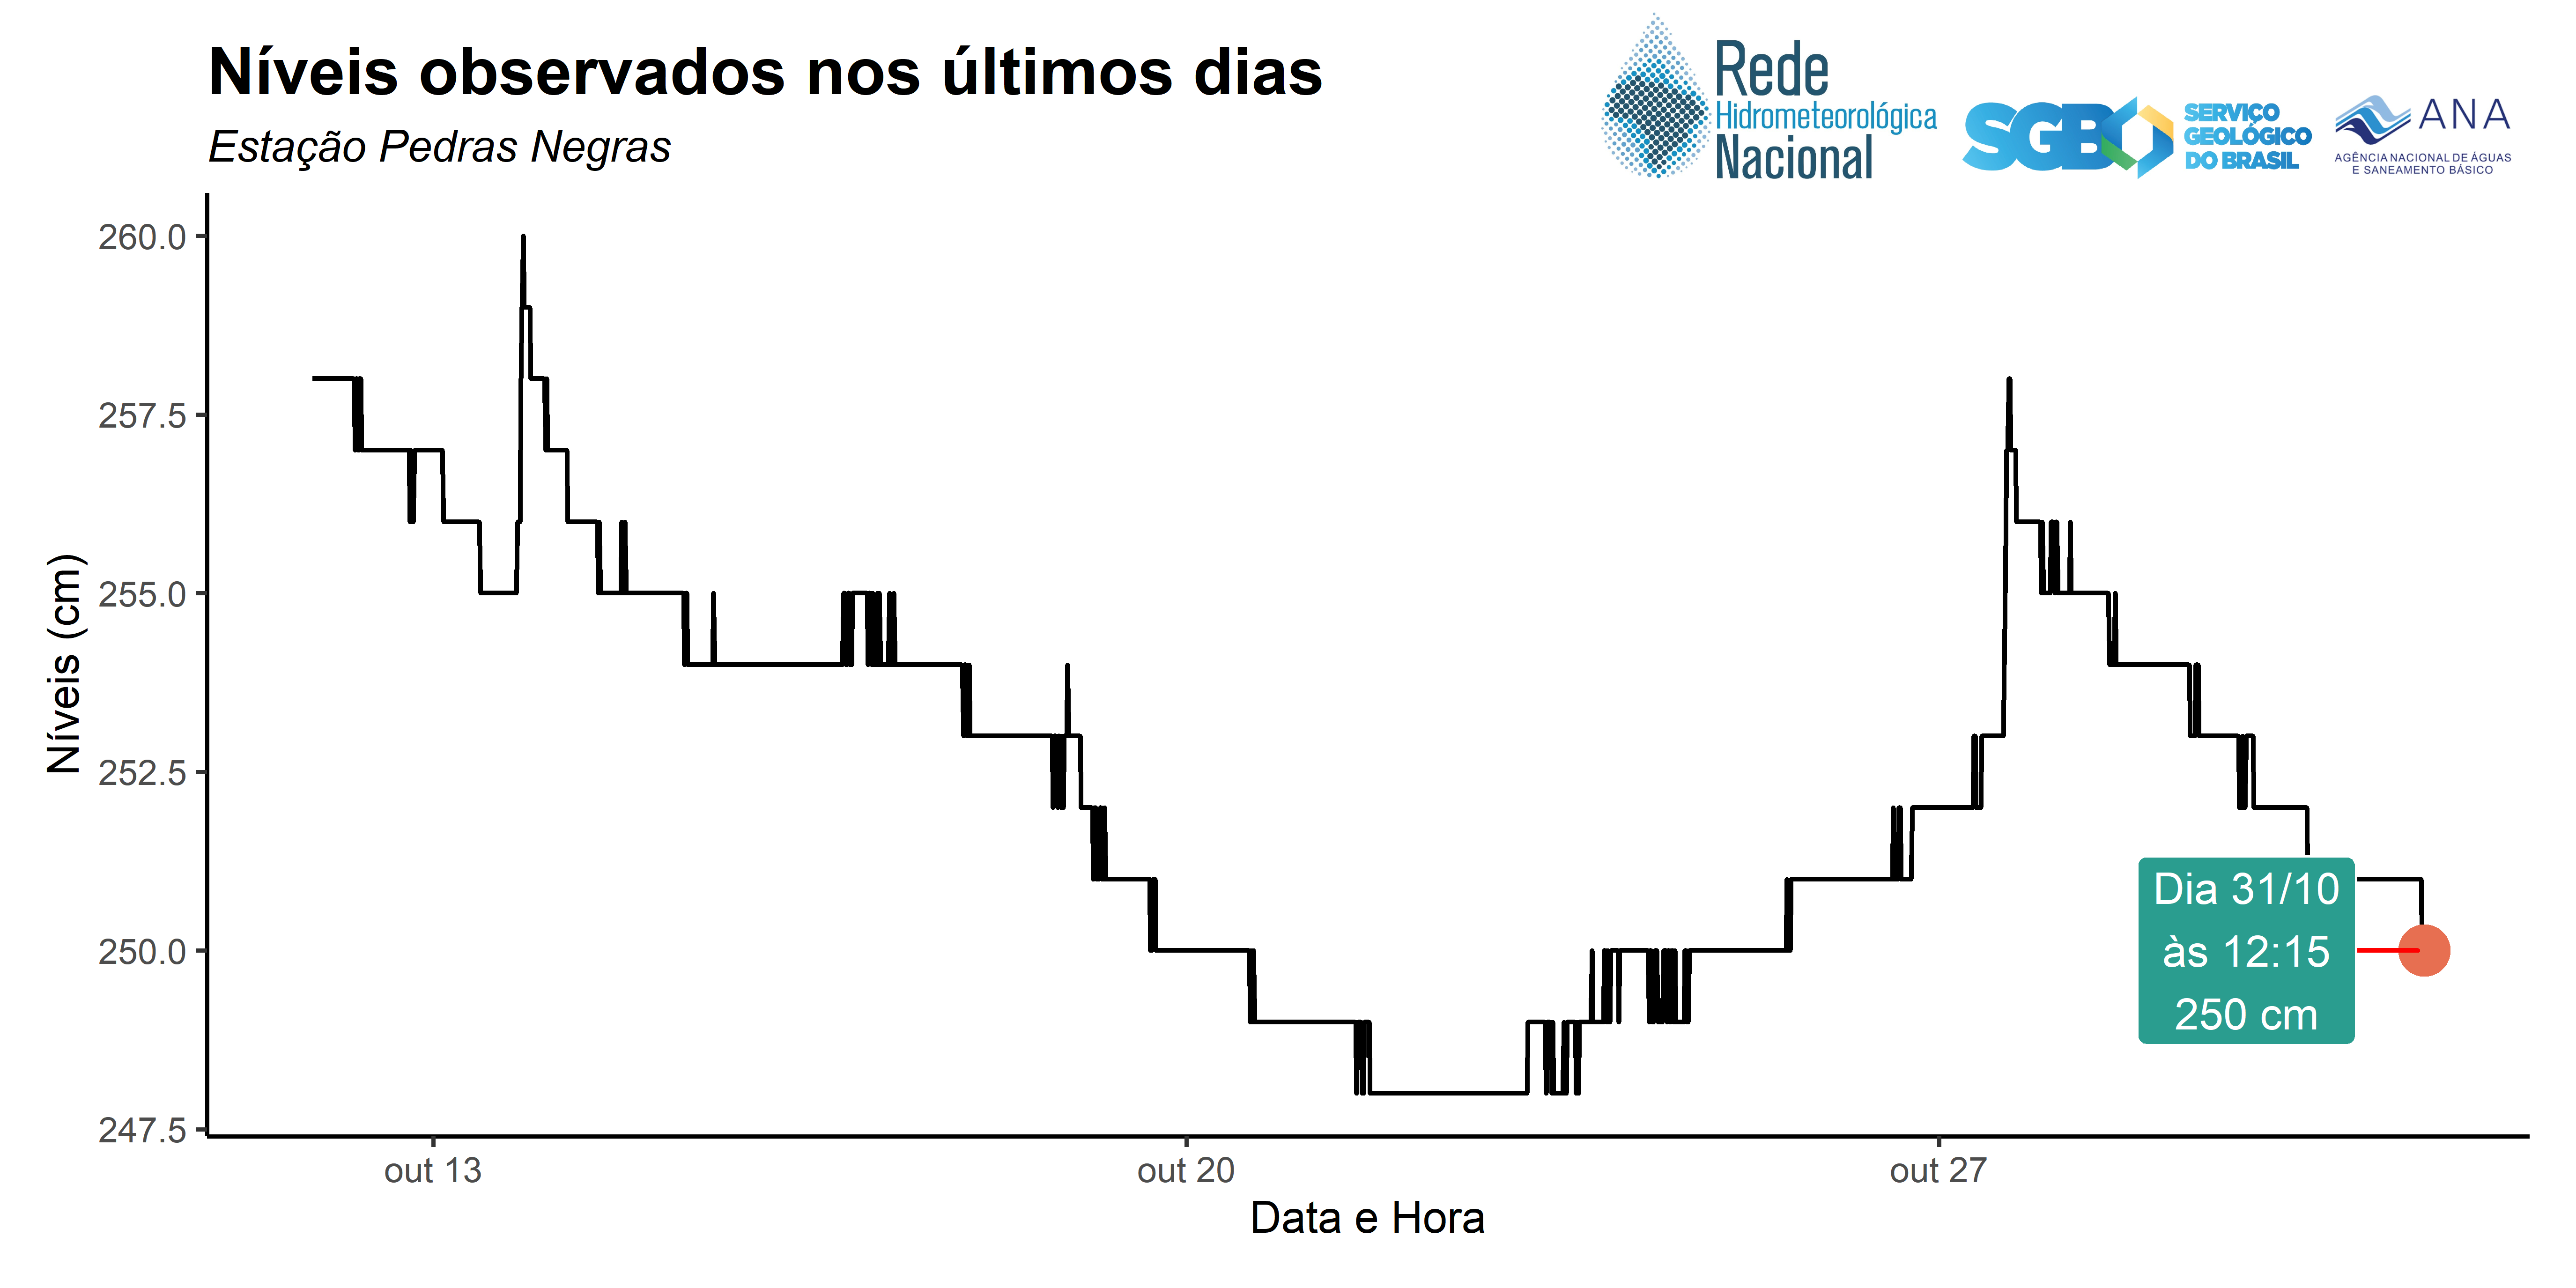 Níveis observados nos últimos dias
Estação Pedras Negras
Rede
Hidrometeorológica
Nacional
SGB
SERVIÇO
GEOLÓGICO
DO BRASIL
ANA
AGÊNCIA NACIONAL DE ÁGUAS
E SANEAMENTO BÁSICO
Níveis (cm)
260.0
257.5
255.0
252.5
250.0
247.5
Dia 31/10
às 12:15
250 cm
out 13
out 20
out 27
Data e Hora